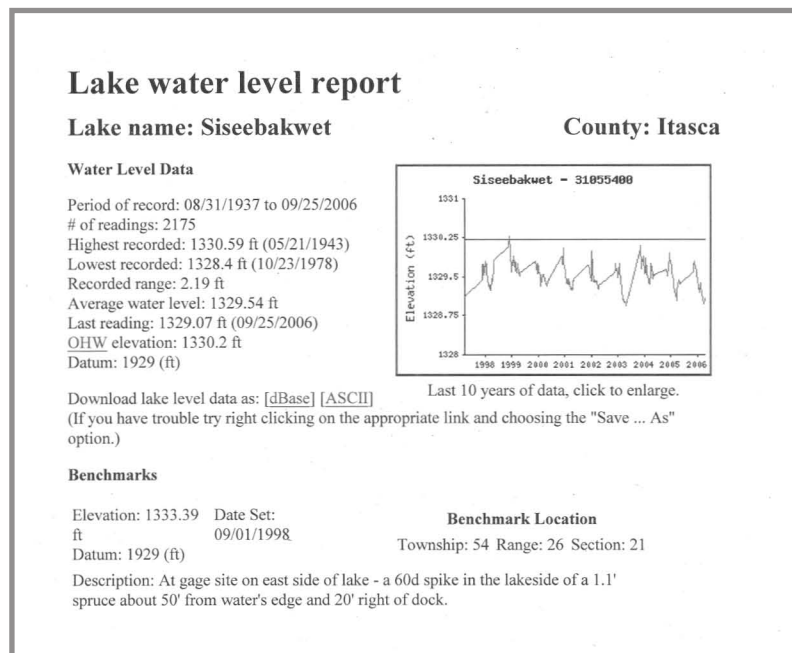 Lake water level report
Lake name: Siseebakwet County: Itasca
Water Level Data
Period of record: 08/31/1937 to 09/25/2006
# of readings: 2175
Highest recorded: 1330.59 ft (05/21/1943)
Lowest recorded: 1328.4 ft (10/23/1978)
Recorded range: 2.19 ft
Average water level: 1329.54 ft
Last reading: 1329.07 ft (09/25/2006)
OHW elevation: 1330.2 ft
Datum: 1929 (ft)
Siseebakwet - 31055400
Elevation (ft)
1331
1330.25
1329.5
1328.75
1328
1998 1999 2000 2001 2002 2003 2004 2005 2006
Last 10 years of data, click to enlarge.
Download lake level data as: [dBase] [ASCII]
(If you have trouble try right clicking on the appropriate link and choosing the "Save ... As"
option.)
Benchmarks
Elevation: 1333.39
ft
Datum: 1929 (ft)
Date Set:
09/01/1998
Benchmark Location
Township: 54 Range: 26 Section: 21
Description: At gage site on east side of lake - a 60d spike in the lakeside of a 1.1'
spruce about 50' from water's edge and 20' right of dock.